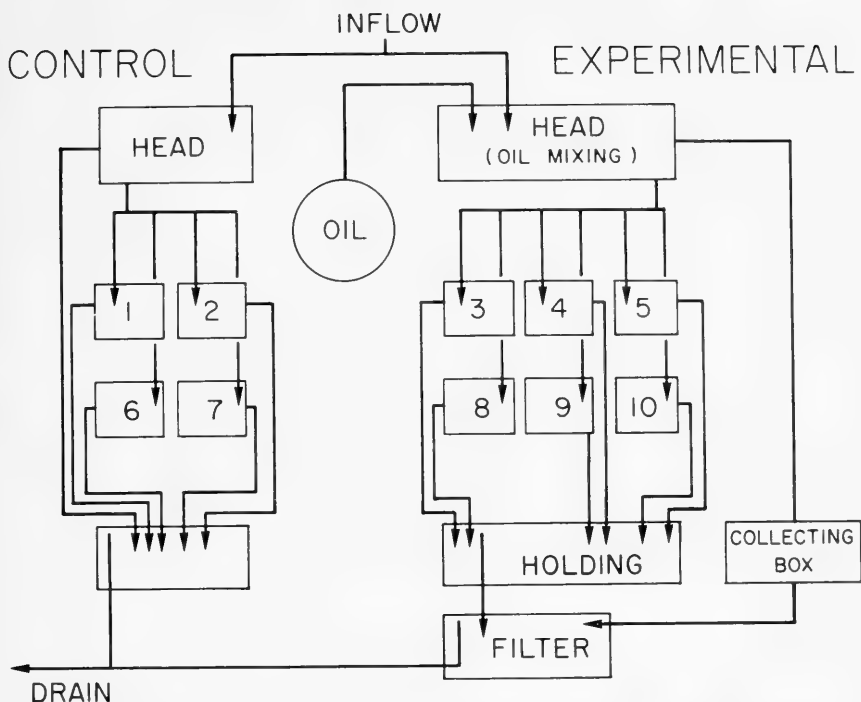 INFLOW
CONTROL
EXPERIMENTAL
HEAD
HEAD
( OIL MIXING )
OIL
1
2
3
4
5
6
7
8
9
10
HOLDING
COLLECTING
BOX
FILTER
DRAIN